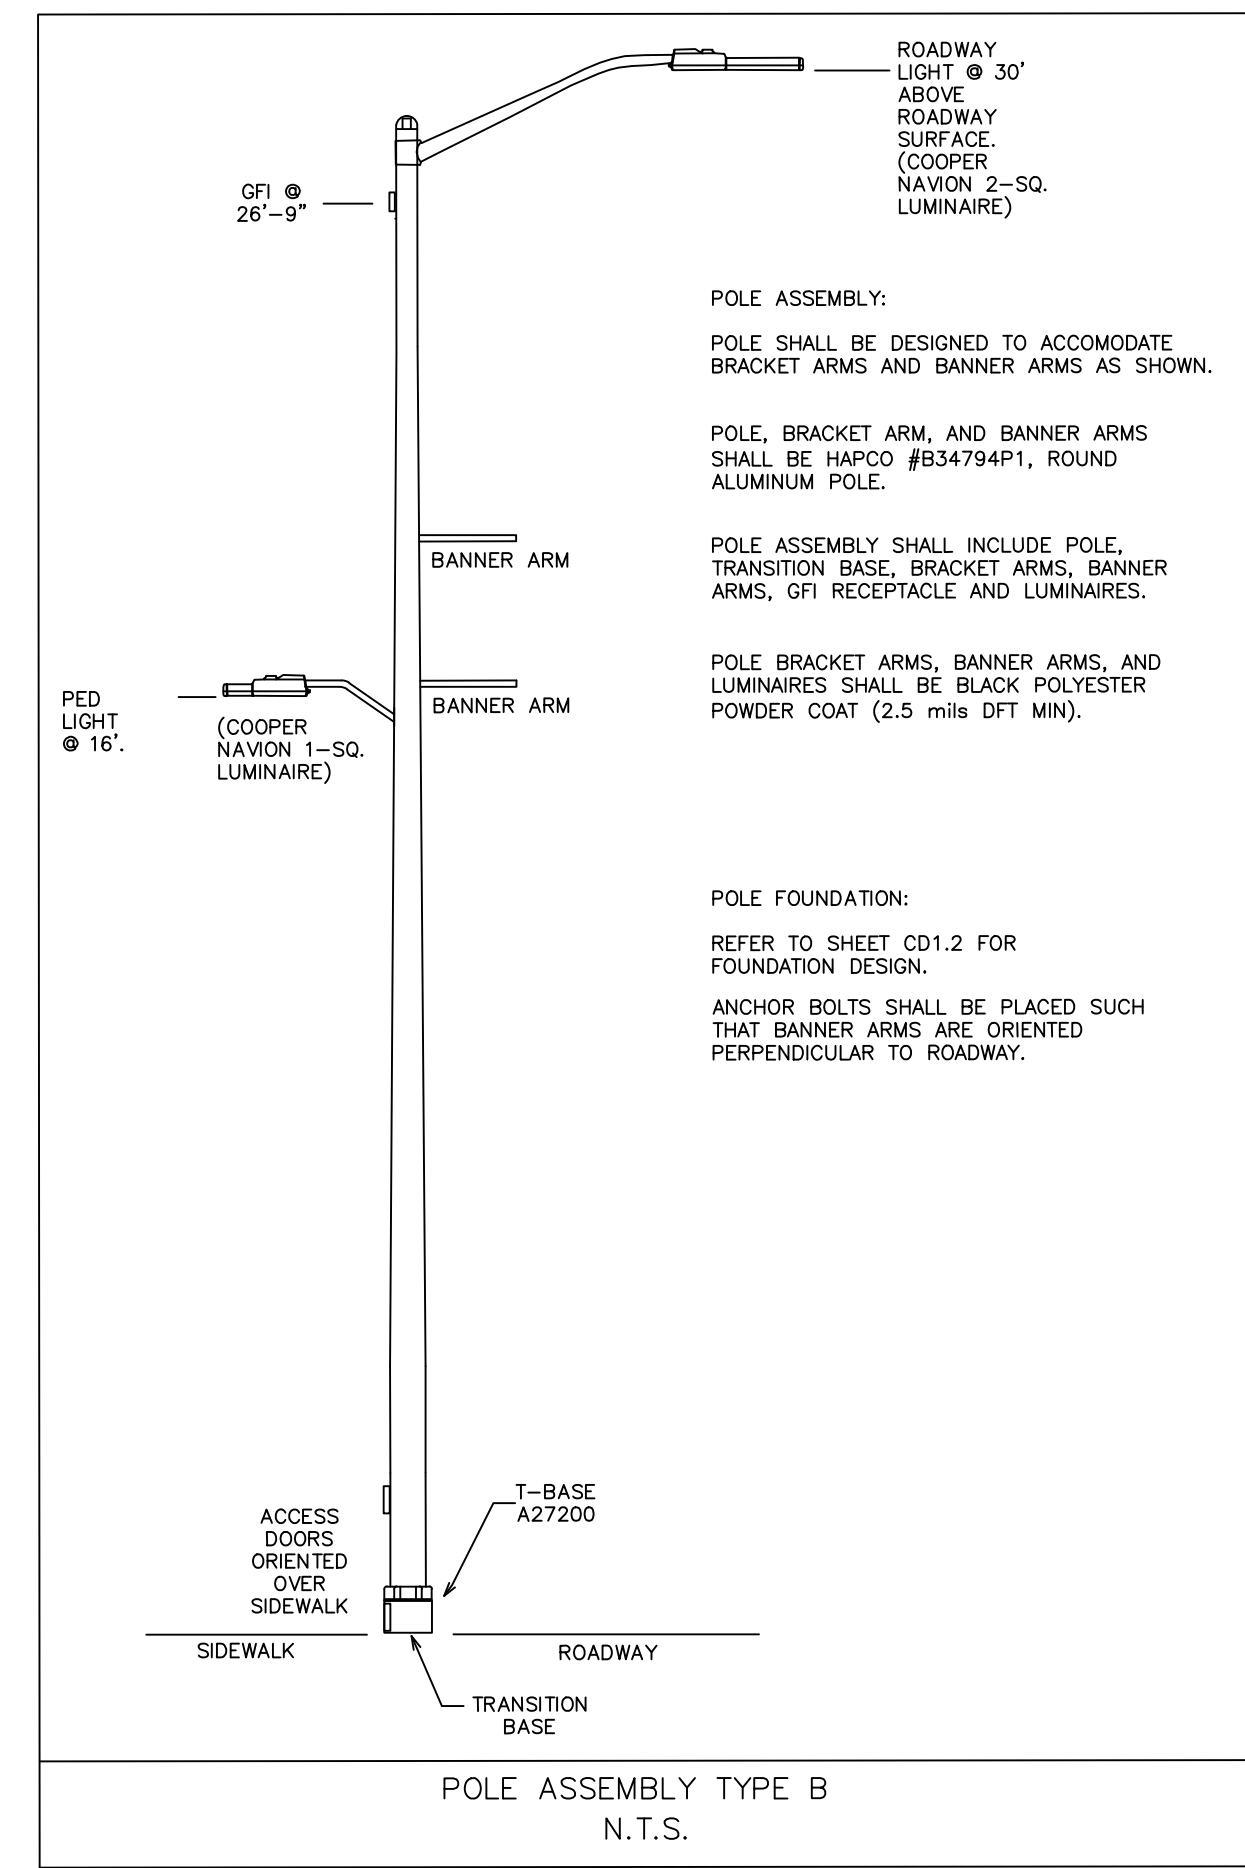 ROADWAY
LIGHT @ 30'
ABOVE
ROADWAY
SURFACE.
(COOPER
NAVION 2-SQ.
LUMINAIRE)
GFI @
26'-9"
POLE ASSEMBLY:
POLE SHALL BE DESIGNED TO ACCOMODATE
BRACKET ARMS AND BANNER ARMS AS SHOWN.
POLE, BRACKET ARM, AND BANNER ARMS
SHALL BE HAPCO #B34794P1, ROUND
ALUMINUM POLE.
BANNER ARM
POLE ASSEMBLY SHALL INCLUDE POLE,
TRANSITION BASE, BRACKET ARMS, BANNER
ARMS, GFI RECEPTACLE AND LUMINAIRES.
POLE BRACKET ARMS, BANNER ARMS, AND
LUMINAIRES SHALL BE BLACK POLYESTER
POWDER COAT (2.5 mils DFT MIN).
PED
LIGHT
@ 16'.
(COOPER
NAVION 1-SQ.
LUMINAIRE)
BANNER ARM
POLE FOUNDATION:
REFER TO SHEET CD1.2 FOR
FOUNDATION DESIGN.
ANCHOR BOLTS SHALL BE PLACED SUCH
THAT BANNER ARMS ARE ORIENTED
PERPENDICULAR TO ROADWAY.
ACCESS
DOORS
ORIENTED
OVER
SIDEWALK
T-BASE
A27200
SIDEWALK
ROADWAY
TRANSITION
BASE
POLE ASSEMBLY TYPE B
N.T.S.